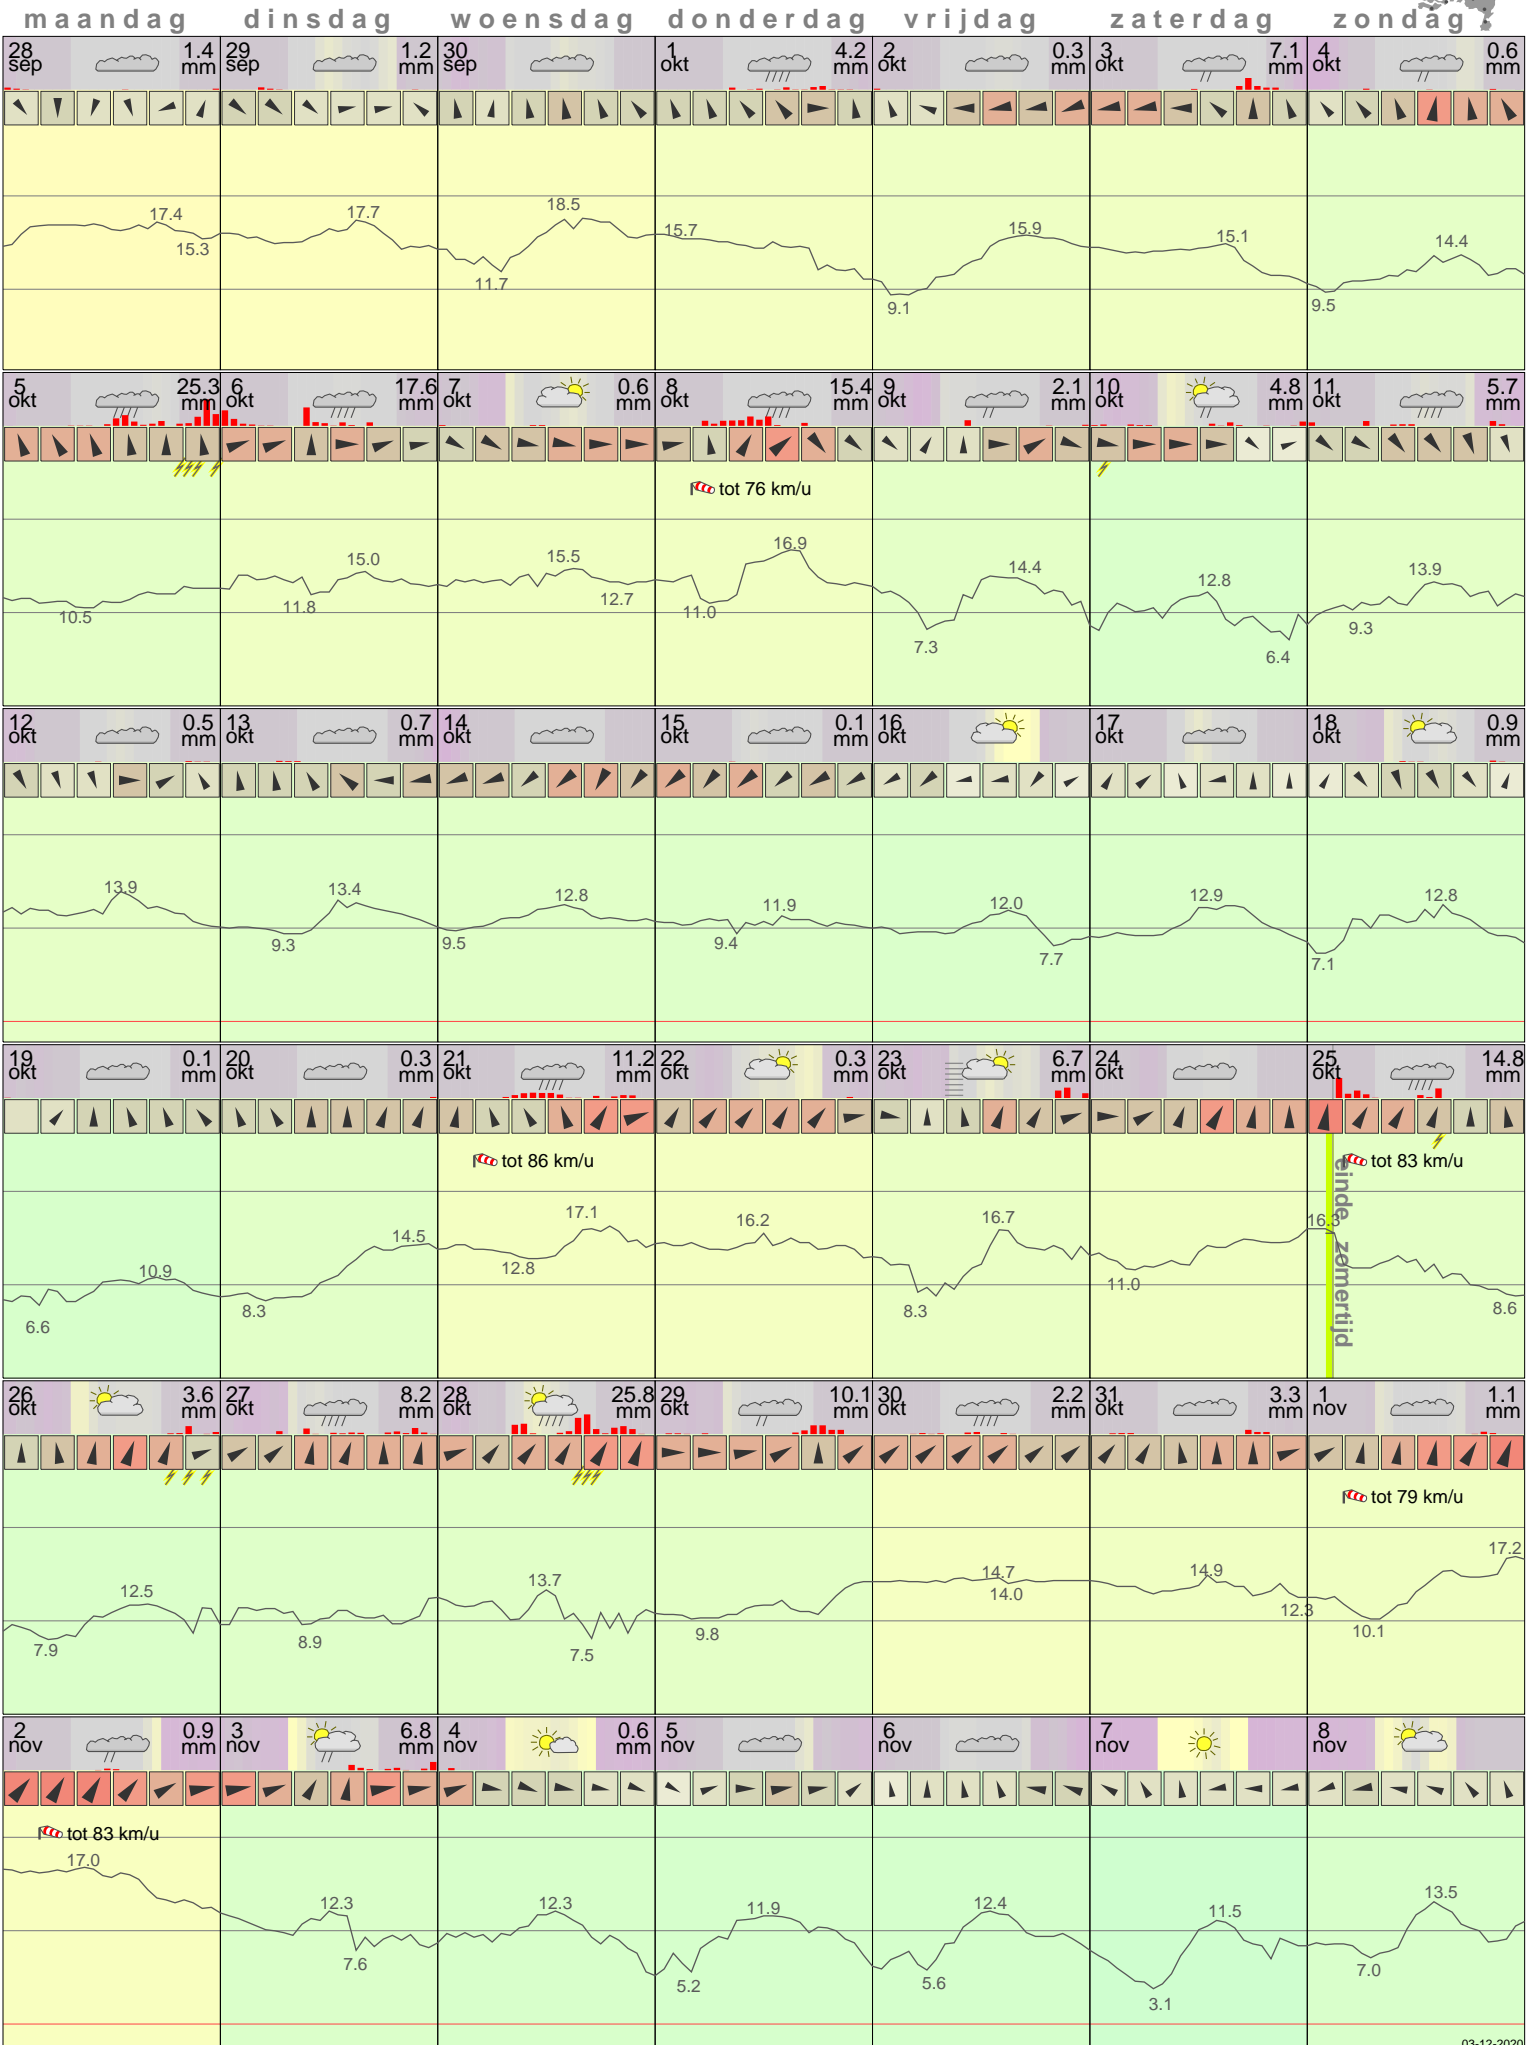 maandag dinsdag woensdag donderdag vrijdag zaterdag zondag
28 sep 1.4 mm 29 sep 1.2 mm 30 sep 1 okt 4.2 mm 2 okt 0.3 mm 3 okt 7.1 mm 4 okt 0.6 mm
17.4 15.3 17.7 11.7 18.5 15.7 9.1 15.9 15.1 9.5 14.4
5 okt 25.3 mm 6 okt 17.6 mm 7 okt 0.6 mm 8 okt 15.4 mm 9 okt 2.1 mm 10 okt 4.8 mm 11 okt 5.7 mm
tot 76 km/u
10.5 11.8 15.0 15.5 12.7 11.0 16.9 7.3 14.4 12.8 6.4 9.3 13.9
12 okt 0.5 mm 13 okt 0.7 mm 14 okt 15 okt 0.1 mm 16 okt 17 okt 18 okt 0.9 mm
13.9 9.3 13.4 9.5 12.8 9.4 11.9 12.0 7.7 12.9 7.1 12.8
19 okt 0.1 mm 20 okt 0.3 mm 21 okt 11.2 mm 22 okt 0.3 mm 23 okt 6.7 mm 24 okt 25 okt 14.8 mm
tot 86 km/u tot 83 km/u
einde zomertijd
6.6 10.9 8.3 14.5 12.8 17.1 16.2 8.3 16.7 11.0 16.3 8.6
26 okt 3.6 mm 27 okt 8.2 mm 28 okt 25.8 mm 29 okt 10.1 mm 30 okt 2.2 mm 31 okt 3.3 mm 1 nov 1.1 mm
tot 79 km/u
7.9 12.5 8.9 13.7 7.5 9.8 14.7 14.0 14.9 12.3 10.1 17.2
2 nov 0.9 mm 3 nov 6.8 mm 4 nov 0.6 mm 5 nov 6 nov 7 nov 8 nov
tot 83 km/u
17.0 12.3 7.6 12.3 5.2 11.9 5.6 12.4 3.1 11.5 7.0 13.5
03-12-2020